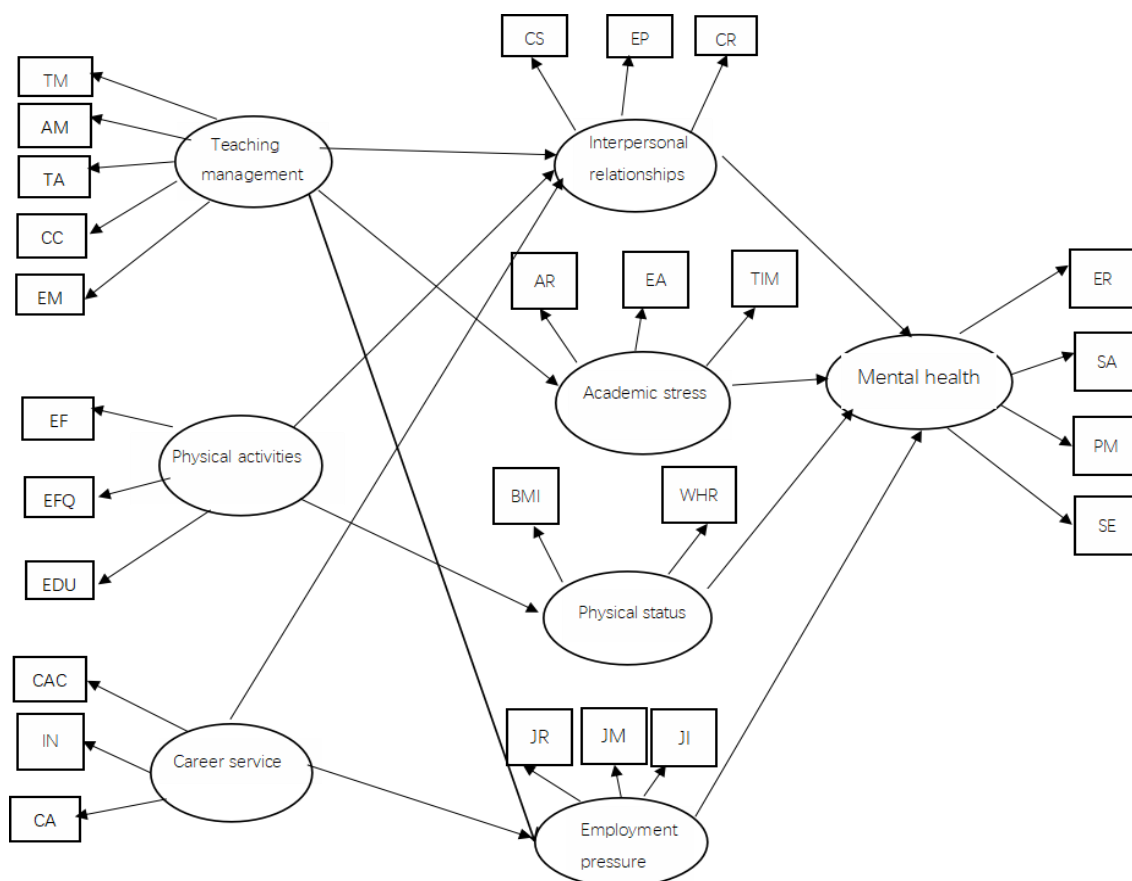 CS
EP
CR
TM
AM
TA
CC
EM
Teaching
management
Interpersonal
relationships
AR
EA
TIM
Academic stress
ER
SA
PM
SE
Mental health
EF
EFQ
EDU
Physical activities
BMI
WHR
Physical status
CAC
IN
CA
Career service
JR
JM
JI
Employment
pressure